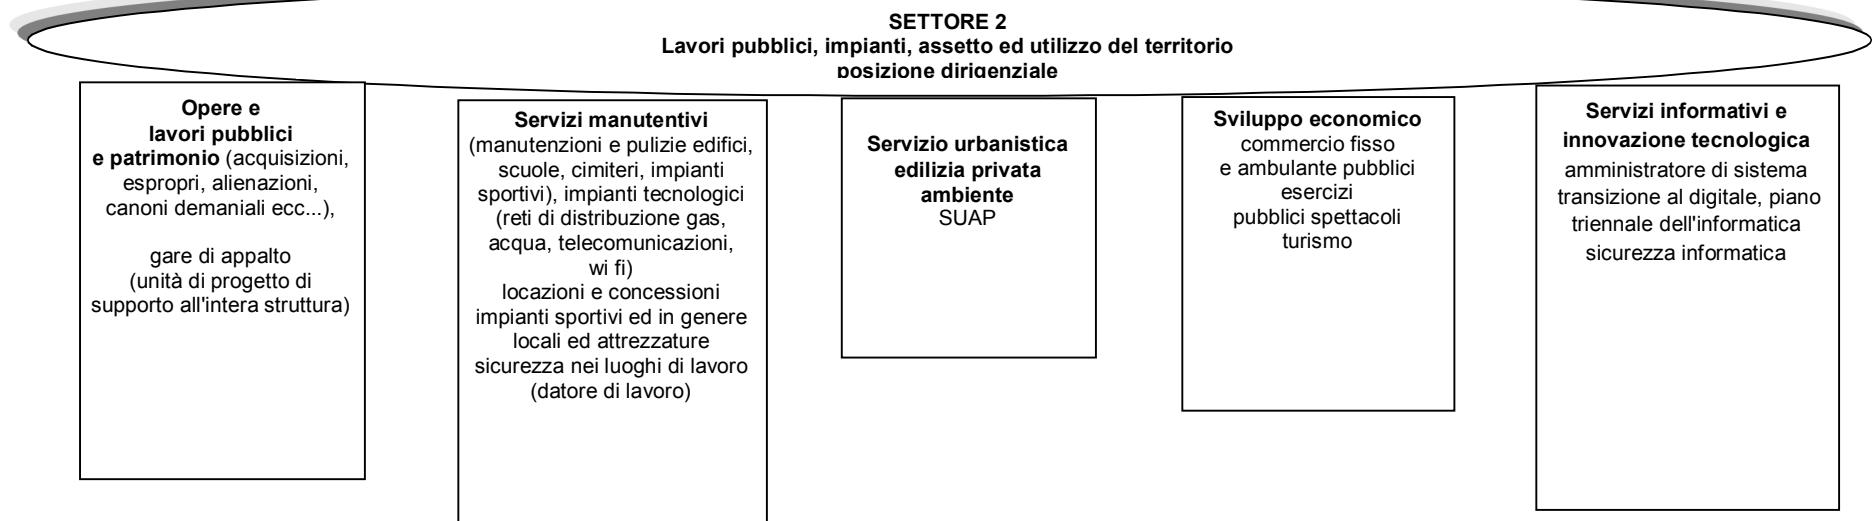 SETTORE 2
Lavori pubblici, impianti, assetto ed utilizzo del territorio
posizione dirigenziale
Opere e
lavori pubblici
e patrimonio (acquisizioni,
espropri, alienazioni,
canoni demaniali ecc...),
gare di appalto
(unità di progetto di
supporto all'intera struttura)
Servizi manutentivi
(manutenzioni e pulizie edifici,
scuole, cimiteri, impianti
sportivi), impianti tecnologici
(reti di distribuzione gas,
acqua, telecomunicazioni,
wi fi)
locazioni e concessioni
impianti sportivi ed in genere
locali ed attrezzature
sicurezza nei luoghi di lavoro
(datore di lavoro)
Servizio urbanistica
edilizia privata
ambiente
SUAP
Sviluppo economico
commercio fisso
e ambulante pubblici
esercizi
pubblici spettacoli
turismo
Servizi informativi e
innovazione tecnologica
amministratore di sistema
transizione al digitale, piano
triennale dell'informatica
sicurezza informatica